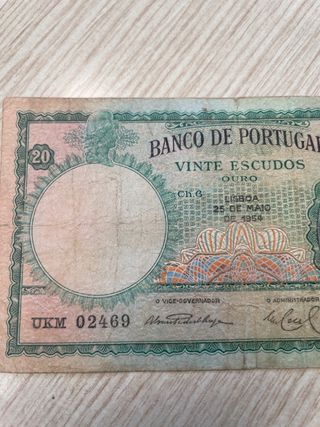 BANCO DE PORTUGAL
20
VINTE ESCUDOS
OURO
Ch.6
LISBOA
25 DE MAIO
DE 1954
O VICE-GOVERNADOR
O ADMINISTRADOR
UKM 02469